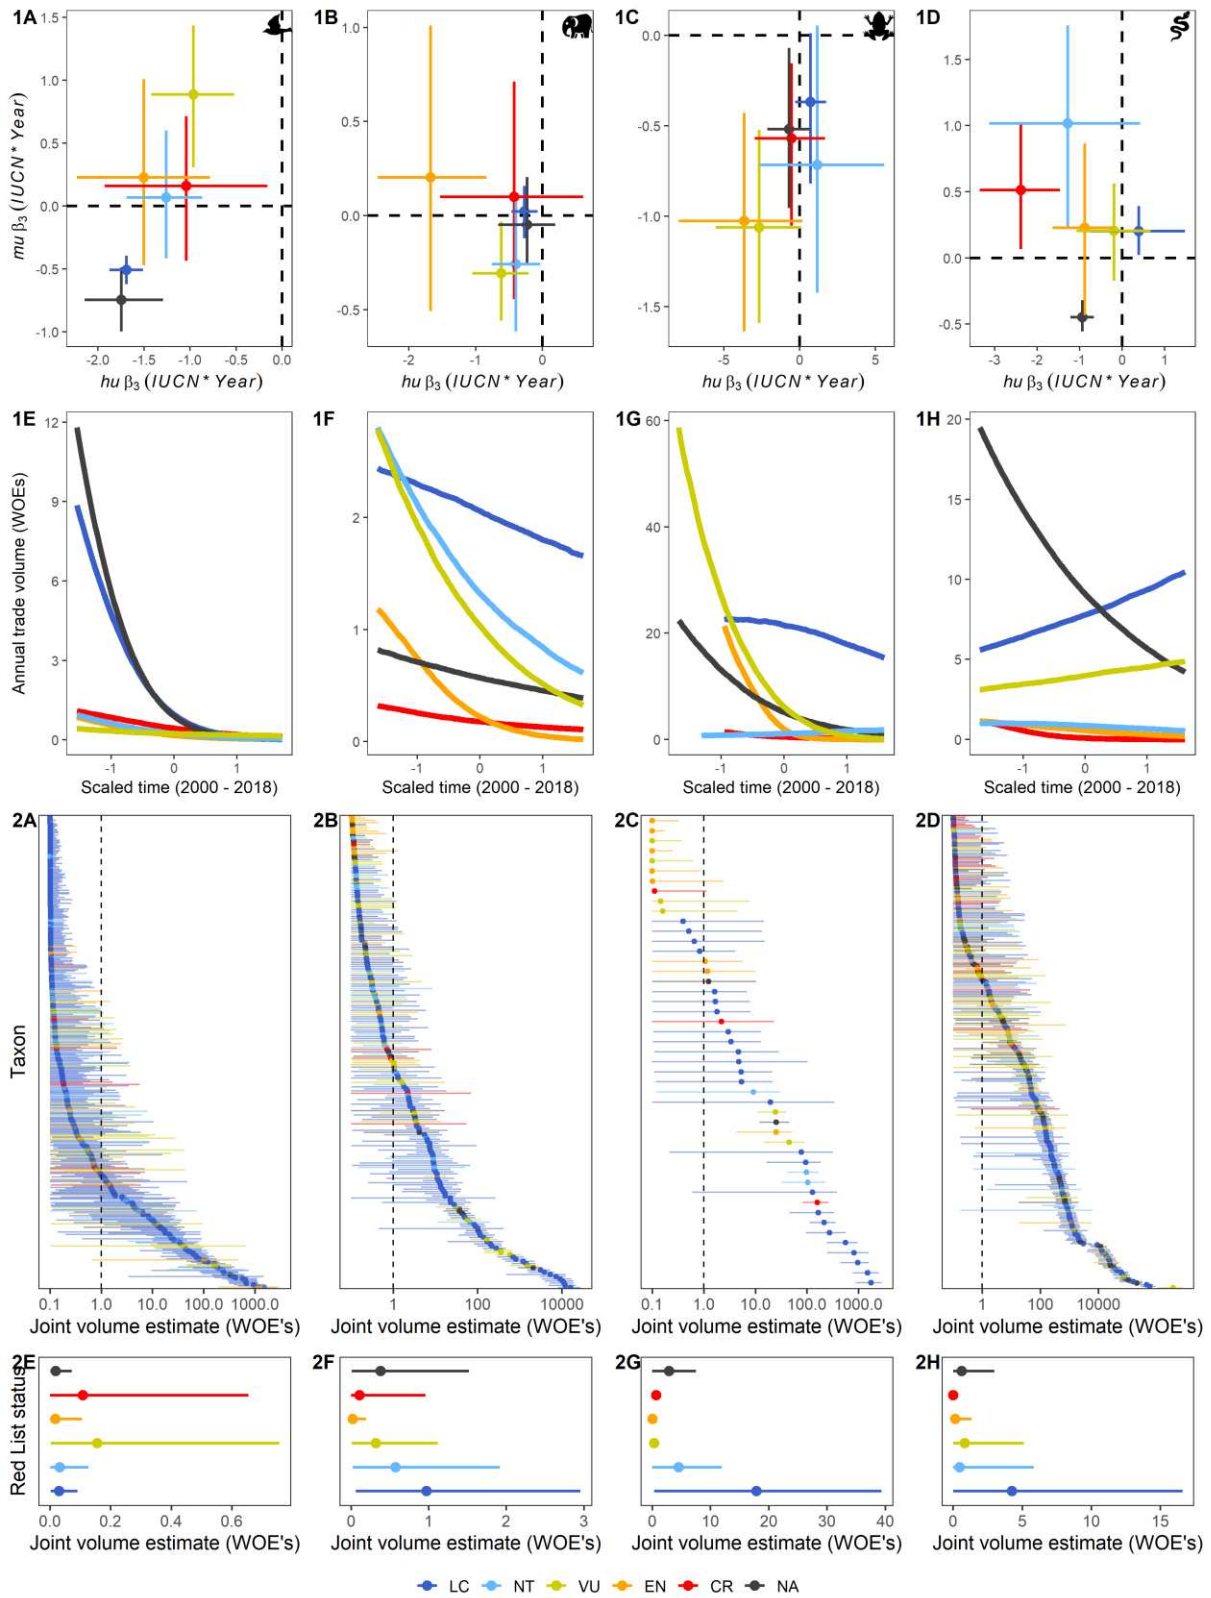 1A
1B
1C
1D
mu β3 (IUCN * Year)
1.5
1.0
0.5
0.0
-0.5
-1.0
1.0
0.5
0.0
-0.5
0.0
-0.5
-1.0
-1.5
1.5
1.0
0.5
0.0
-0.5
-2.0 -1.5 -1.0 -0.5 0.0
-2 -1 0
-5 0 5
-3 -2 -1 0 1
hu β3 (IUCN * Year)
hu β3 (IUCN * Year)
hu β3 (IUCN * Year)
hu β3 (IUCN * Year)
1E
1F
1G
1H
Annual trade volume (WOEs)
12
9
6
3
0
2
1
0
60
40
20
0
20
15
10
5
0
-1 0 1
-1 0 1
-1 0 1
-1 0 1
Scaled time (2000 - 2018)
Scaled time (2000 - 2018)
Scaled time (2000 - 2018)
Scaled time (2000 - 2018)
2A
2B
2C
2D
Taxon
0.1 1.0 10.0 100.0 1000.0
1 100 10000
0.1 1.0 10.0 100.0 1000.0
1 100 10000
Joint volume estimate (WOE's)
Joint volume estimate (WOE's)
Joint volume estimate (WOE's)
Joint volume estimate (WOE's)
2E
2F
2G
2H
Red List status
0.0 0.2 0.4 0.6
0 1 2 3
0 10 20 30 40
0 5 10 15
Joint volume estimate (WOE's)
Joint volume estimate (WOE's)
Joint volume estimate (WOE's)
Joint volume estimate (WOE's)
LC NT VU EN CR NA